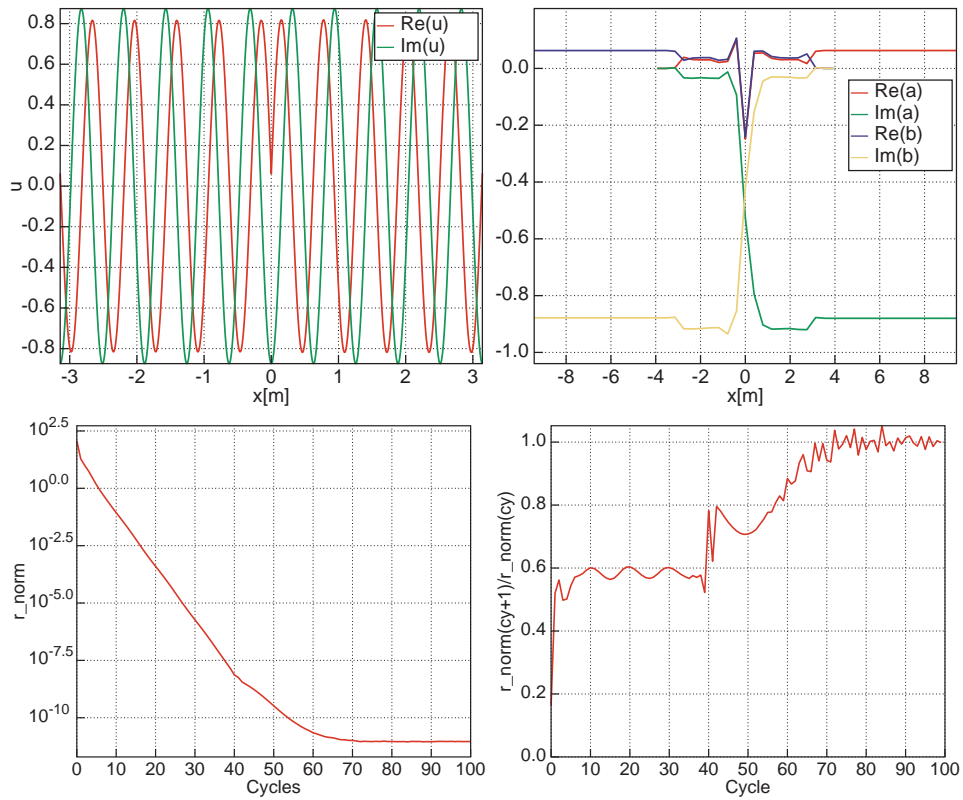 0.8
0.6
0.4
0.2
0.0
-0.2
-0.4
-0.6
-0.8
u
-3 -2 -1 0 1 2 3
x[m]
Re(u)
Im(u)
0.0
-0.2
-0.4
-0.6
-0.8
-1.0
-8 -6 -4 -2 0 2 4 6 8
x[m]
Re(a)
Im(a)
Re(b)
Im(b)
10^2.5
10^0.0
10^-2.5
10^-5.0
10^-7.5
10^-10
r_norm
0 10 20 30 40 50 60 70 80 90 100
Cycles
1.0
0.8
0.6
0.4
0.2
0.0
r_norm(cy+1)/r_norm(cy)
0 10 20 30 40 50 60 70 80 90 100
Cycle